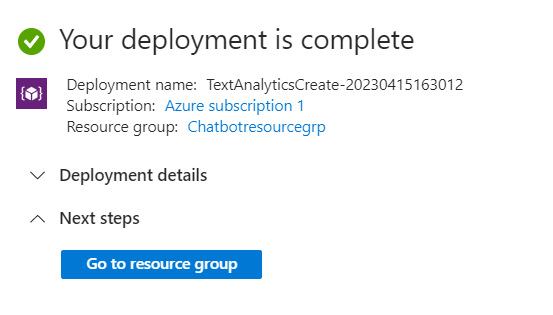 Your deployment is complete
Deployment name: TextAnalyticsCreate-20230415163012
Subscription: Azure subscription 1
Resource group: Chatbotresourcegrp
Deployment details
Next steps
Go to resource group